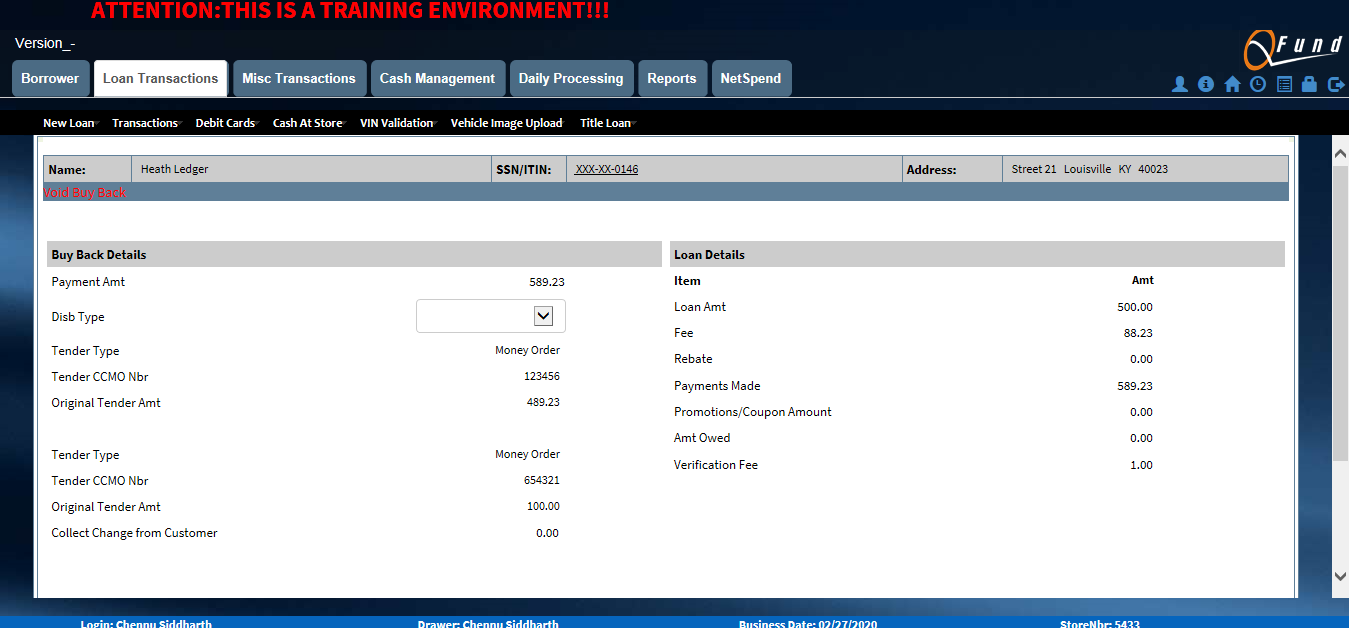 ATTENTION:THIS IS A TRAINING ENVIRONMENT!!!
Version_-
QFund
Borrower Loan Transactions Misc Transactions Cash Management Daily Processing Reports NetSpend
New Loan Transactions Debit Cards Cash At Store VIN Validation Vehicle Image Upload Title Loan
Name: Heath Ledger SSN/ITIN: XXX-XX-0146 Address: Street 21 Louisville KY 40023
Void Buy Back
Buy Back Details
Payment Amt 589.23
Disb Type
Tender Type Money Order
Tender CCMO Nbr 123456
Original Tender Amt 489.23
Tender Type Money Order
Tender CCMO Nbr 654321
Original Tender Amt 100.00
Collect Change from Customer 0.00
Loan Details
Item Amt
Loan Amt 500.00
Fee 88.23
Rebate 0.00
Payments Made 589.23
Promotions/Coupon Amount 0.00
Amt Owed 0.00
Verification Fee 1.00
Login: Chennu Siddharth Drawer: Chennu Siddharth Business Date: 02/27/2020 StoreNbr: 5433